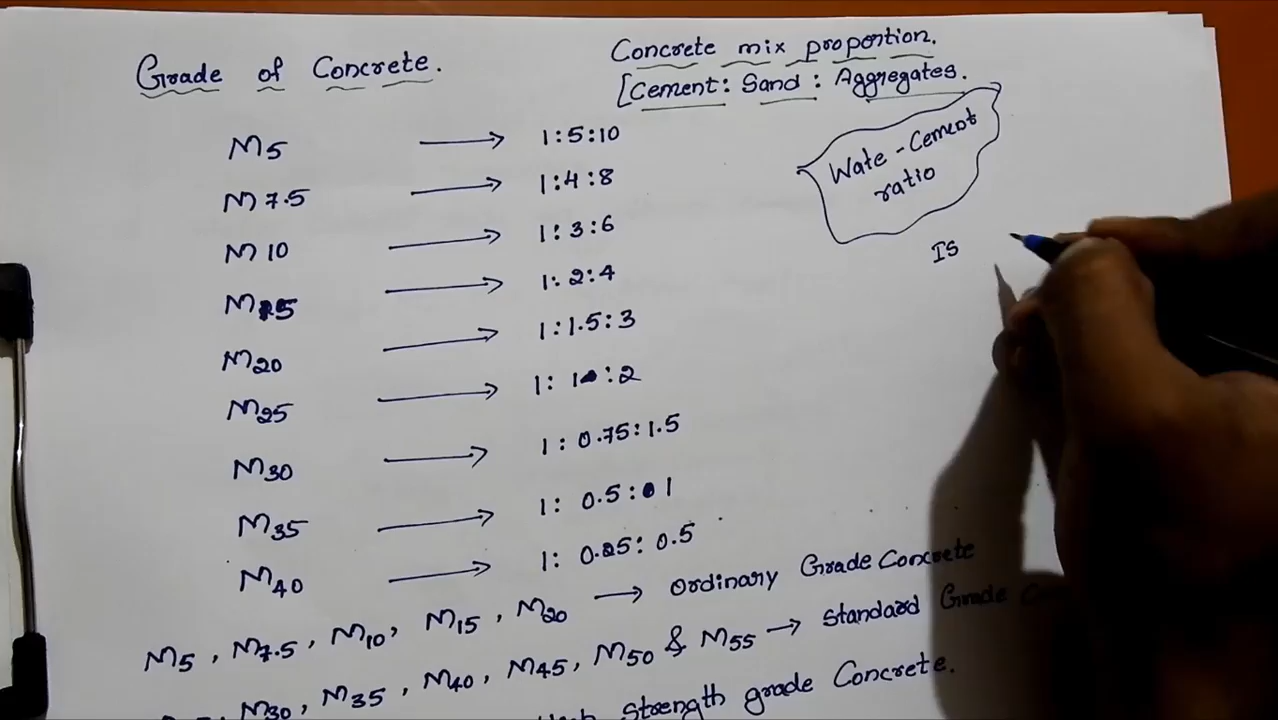 Grade of Concrete.
Concrete mix proportion.
[Cement: Sand: Aggregates.
M5 → 1:5:10
M7.5 → 1:4:8
M10 → 1:3:6
M15 → 1:2:4
M20 → 1:1.5:3
M25 → 1:1:2
M30 → 1:0.75:1.5
M35 → 1:0.5:1
M40 → 1:0.25:0.5
Wate-Cement
ratio
IS
M5, M7.5, M10, M15, M20 → Ordinary Grade Concrete
M30, M35, M40, M45, M50 & M55 → Standard Grade
Strength grade Concrete.